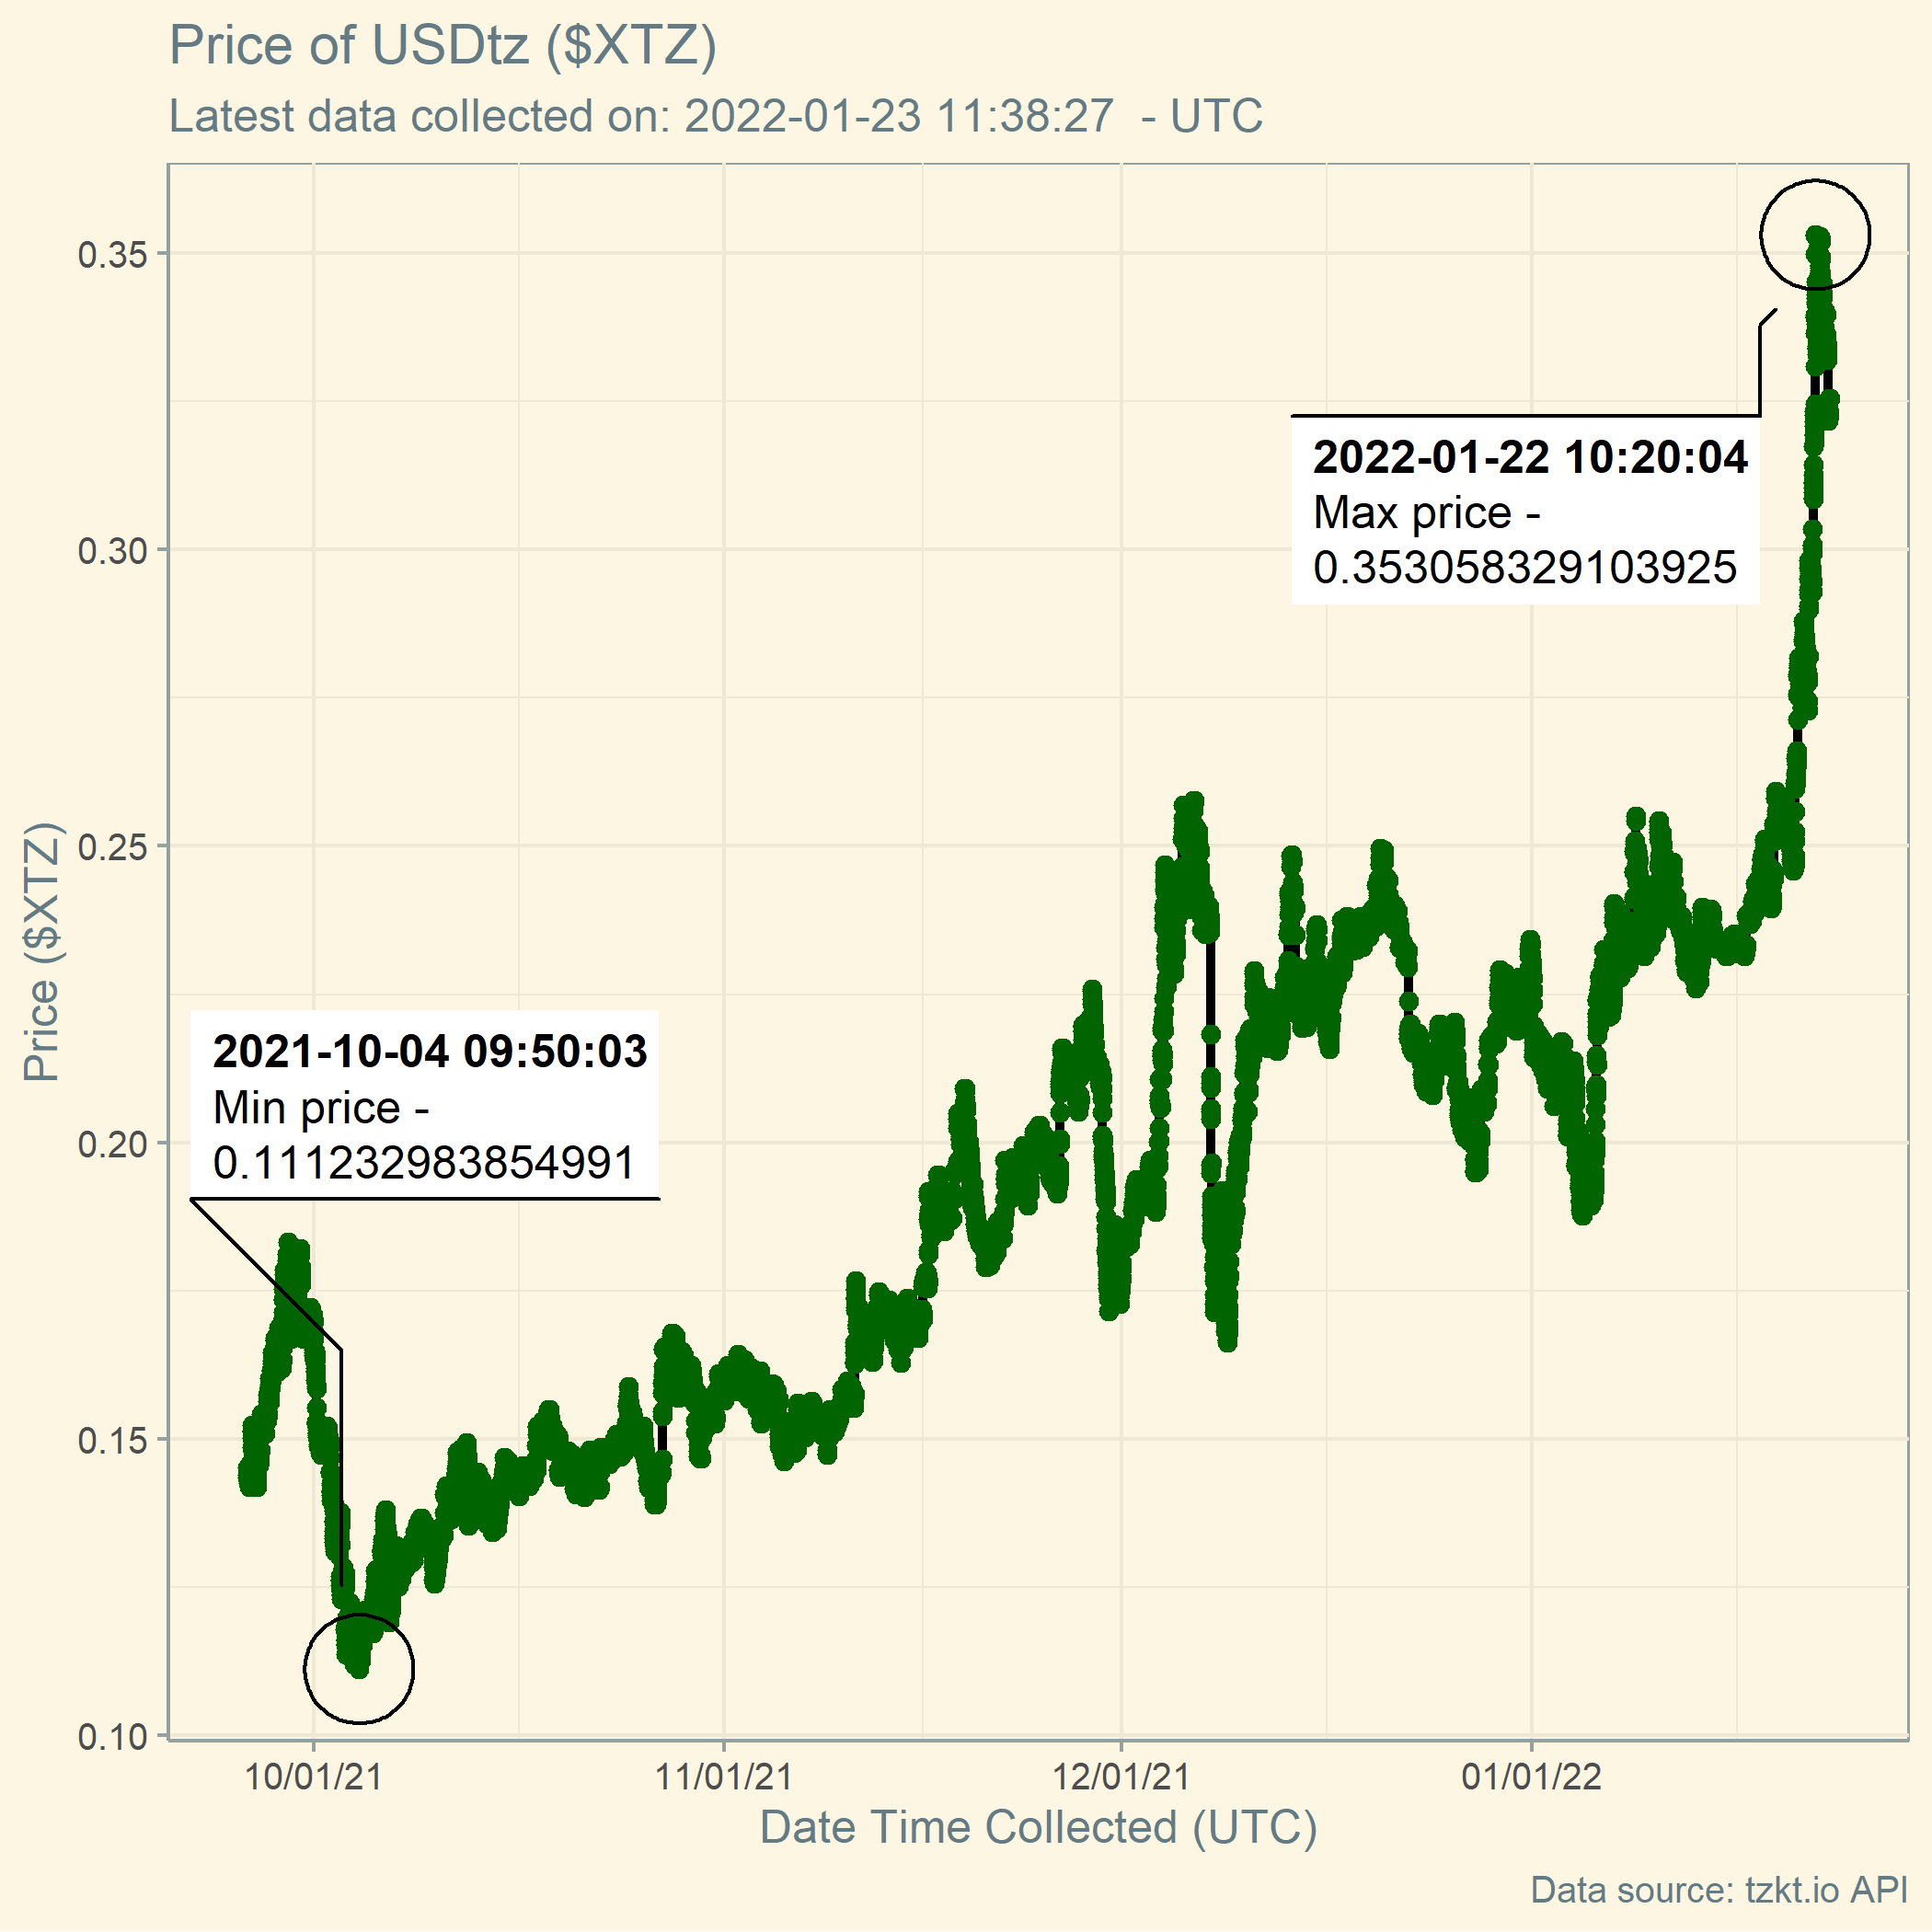 Price of USDtz ($XTZ)
Latest data collected on: 2022-01-23 11:38:27  - UTC
Price ($XTZ)
0.35
0.30
0.25
0.20
0.15
0.10
2022-01-22 10:20:04
Max price -
0.353058329103925
2021-10-04 09:50:03
Min price -
0.111232983854991
10/01/21
11/01/21
12/01/21
01/01/22
Date Time Collected (UTC)
Data source: tzkt.io API